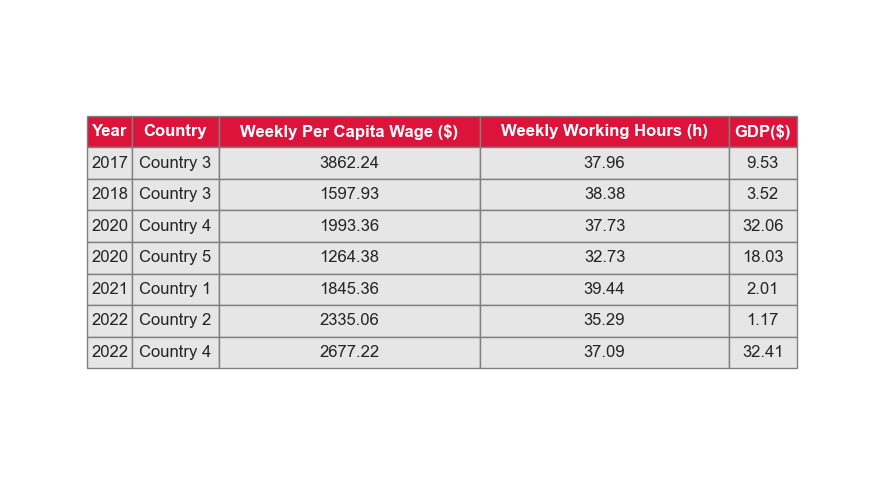 Year Country Weekly Per Capita Wage ($) Weekly Working Hours (h) GDP($)
2017 Country 3 3862.24 37.96 9.53
2018 Country 3 1597.93 38.38 3.52
2020 Country 4 1993.36 37.73 32.06
2020 Country 5 1264.38 32.73 18.03
2021 Country 1 1845.36 39.44 2.01
2022 Country 2 2335.06 35.29 1.17
2022 Country 4 2677.22 37.09 32.41